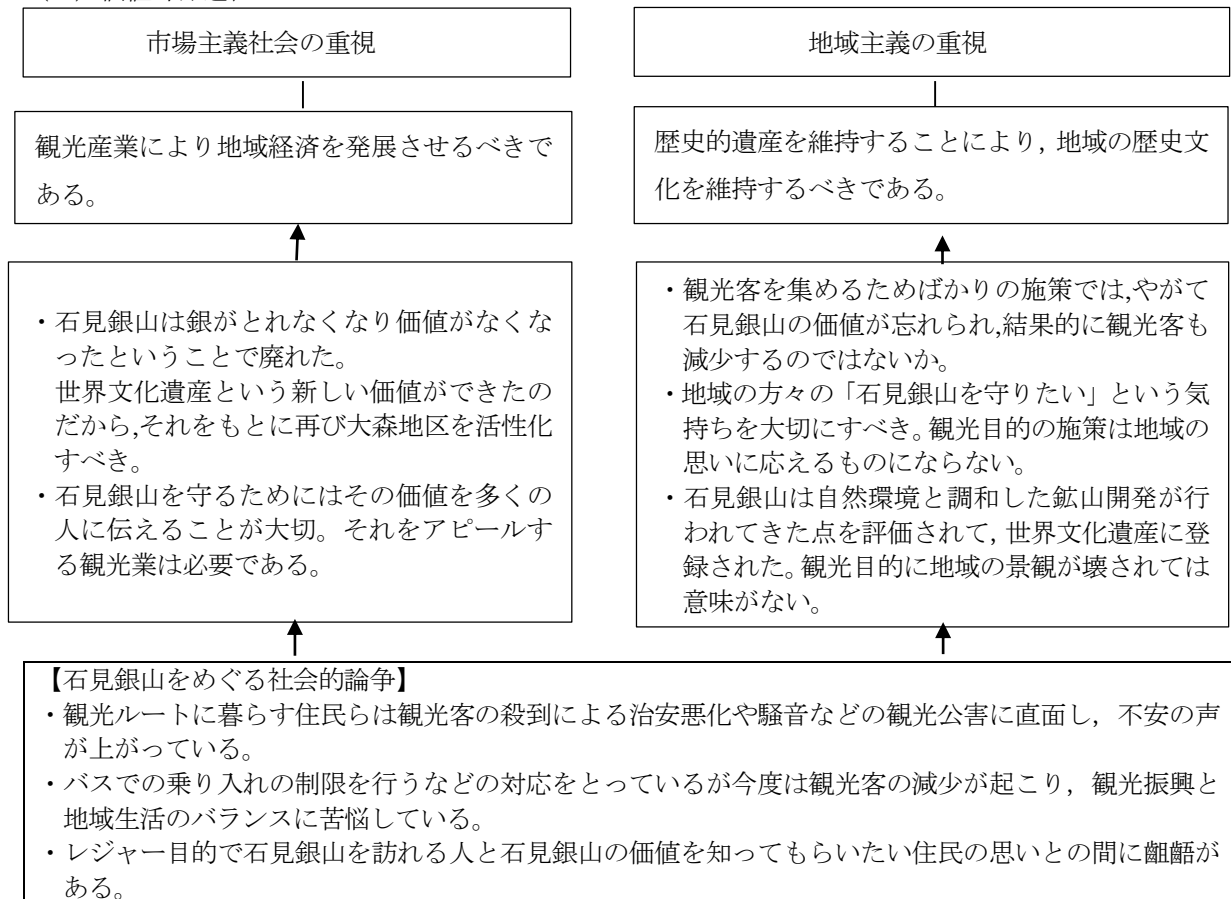 市場主義社会の重視
地域主義の重視
観光産業により地域経済を発展させるべきで
ある。
歴史的遺産を維持することにより，地域の歴史文
化を維持するべきである。
・石見銀山は銀がとれなくなり価値がなくな
ったということで廃れた。
世界文化遺産という新しい価値ができたの
だから,それをもとに再び大森地区を活性化
すべき。
・石見銀山を守るためにはその価値を多くの
人に伝えることが大切。それをアピールす
る観光業は必要である。
・観光客を集めるためばかりの施策では,やがて
石見銀山の価値が忘れられ,結果的に観光客も
減少するのではないか。
・地域の方々の「石見銀山を守りたい」という気
持ちを大切にすべき。観光目的の施策は地域の
思いに応えるものにならない。
・石見銀山は自然環境と調和した鉱山開発が行
われてきた点を評価されて，世界文化遺産に登
録された。観光目的に地域の景観が壊されては
意味がない。
【石見銀山をめぐる社会的論争】
・観光ルートに暮らす住民らは観光客の殺到による治安悪化や騒音などの観光公害に直面し，不安の声
が上がっている。
・バスでの乗り入れの制限を行うなどの対応をとっているが今度は観光客の減少が起こり，観光振興と
地域生活のバランスに苦悩している。
・レジャー目的で石見銀山を訪れる人と石見銀山の価値を知ってもらいたい住民の思いとの間に齟齬が
ある。